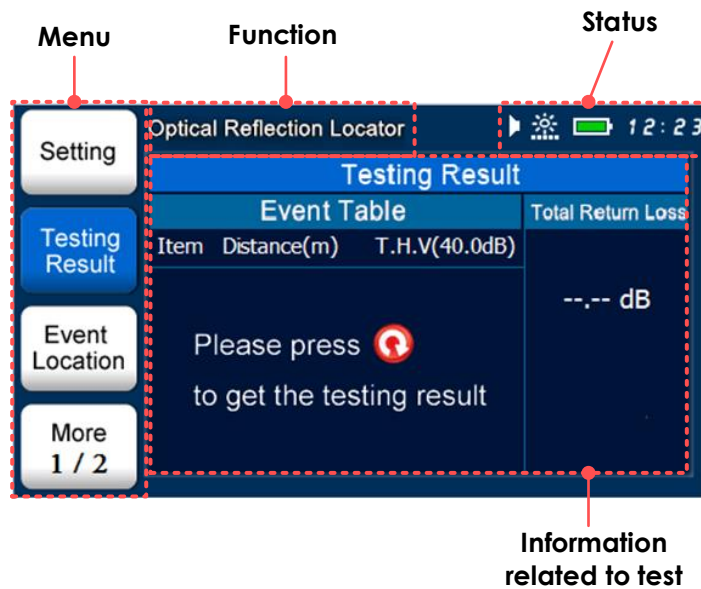 Menu
Function
Status
Setting
Optical Reflection Locator
12:23
Testing Result
Event Table
Total Return Loss
Testing
Result
Item Distance(m) T.H.V(40.0dB)
--.-- dB
Event
Location
Please press
to get the testing result
More
1 / 2
Information
related to test